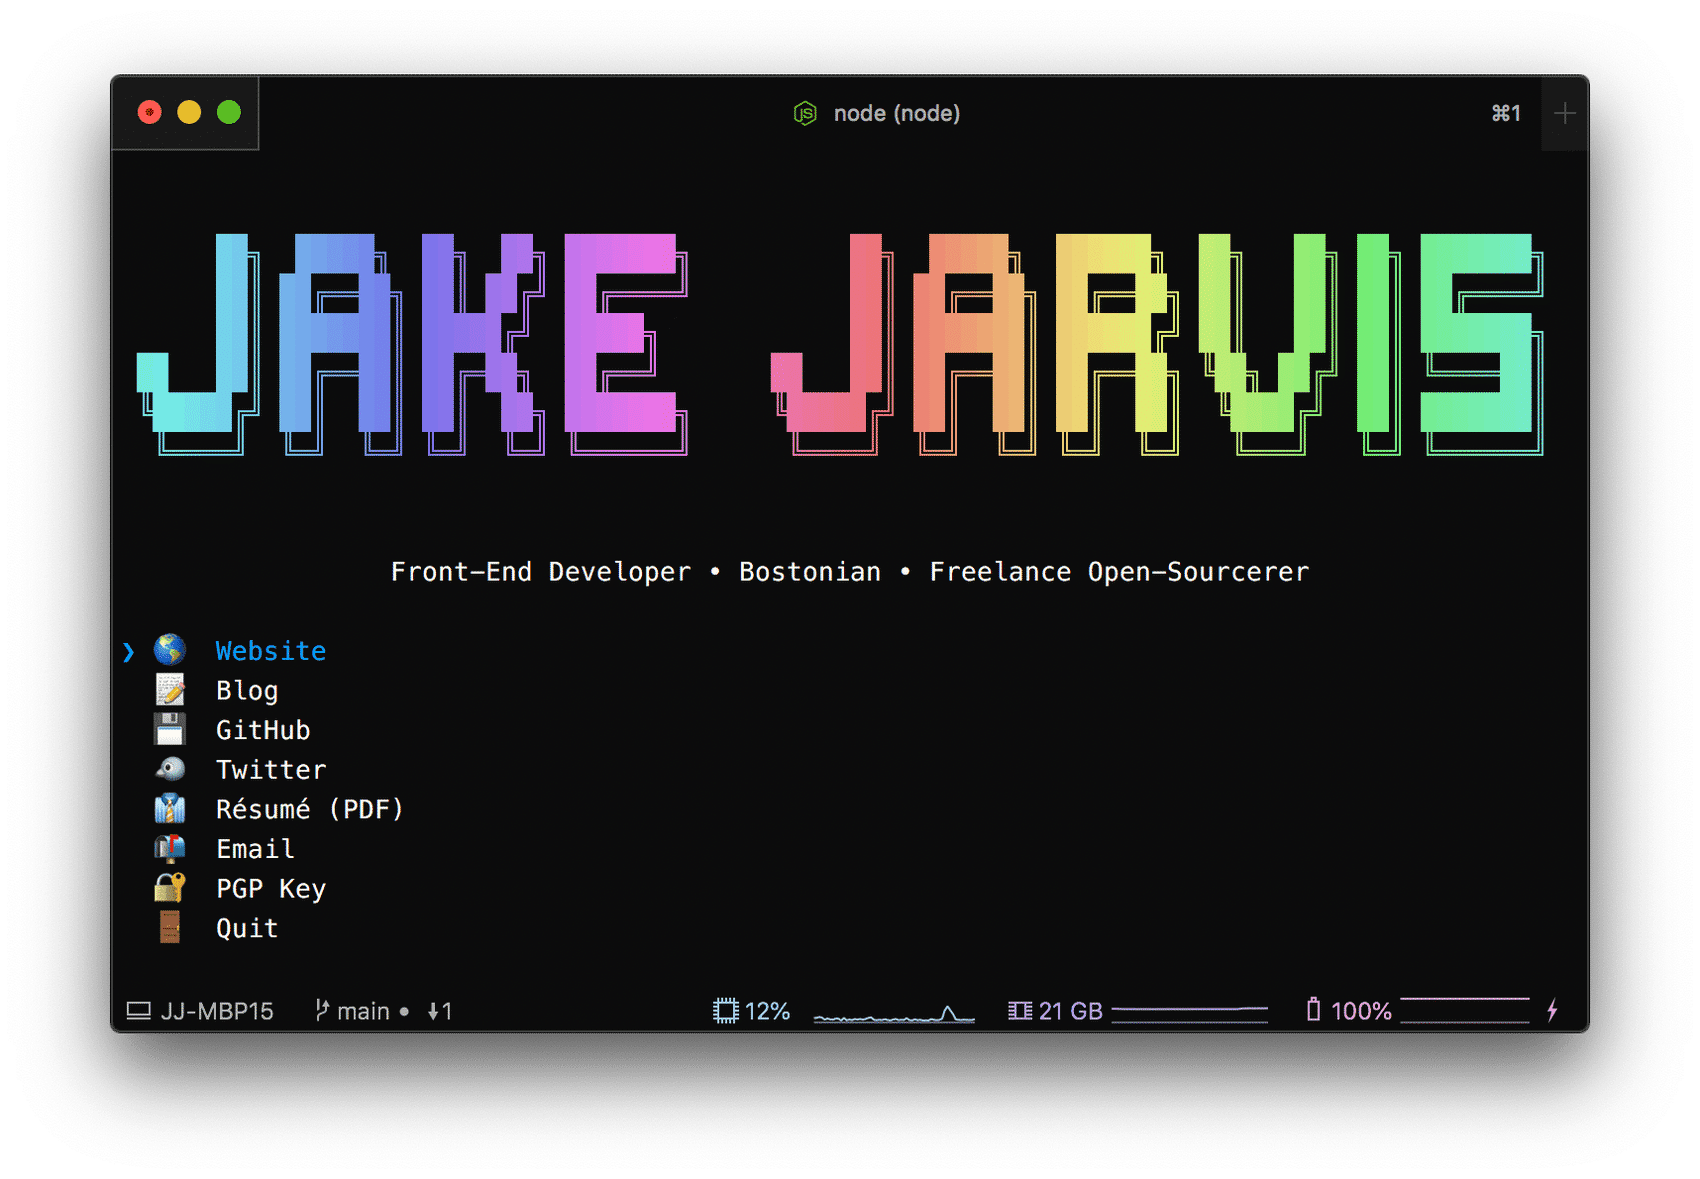 node (node)
⌘1
JAKE JARVIS
Front-End Developer • Bostonian • Freelance Open-Sourcerer
❯ Website
Blog
GitHub
Twitter
Résumé (PDF)
Email
PGP Key
Quit
JJ-MBP15 main • ↓1 12% 21 GB 100%